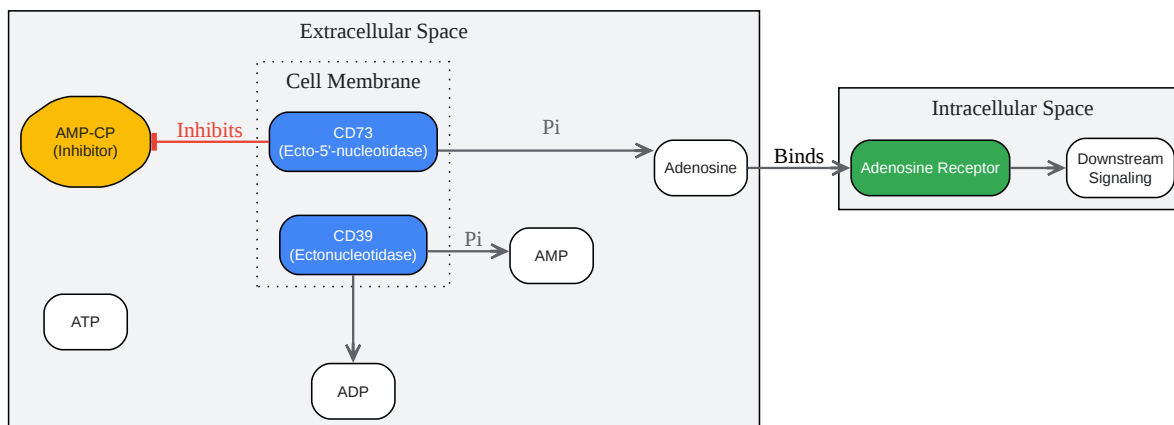 Extracellular Space
Cell Membrane
AMP-CP
(Inhibitor)
Inhibits
CD73
(Ecto-5'-nucleotidase)
Pi
Adenosine
Binds
Intracellular Space
Adenosine Receptor
Downstream
Signaling
CD39
(Ectonucleotidase)
Pi
AMP
ATP
ADP